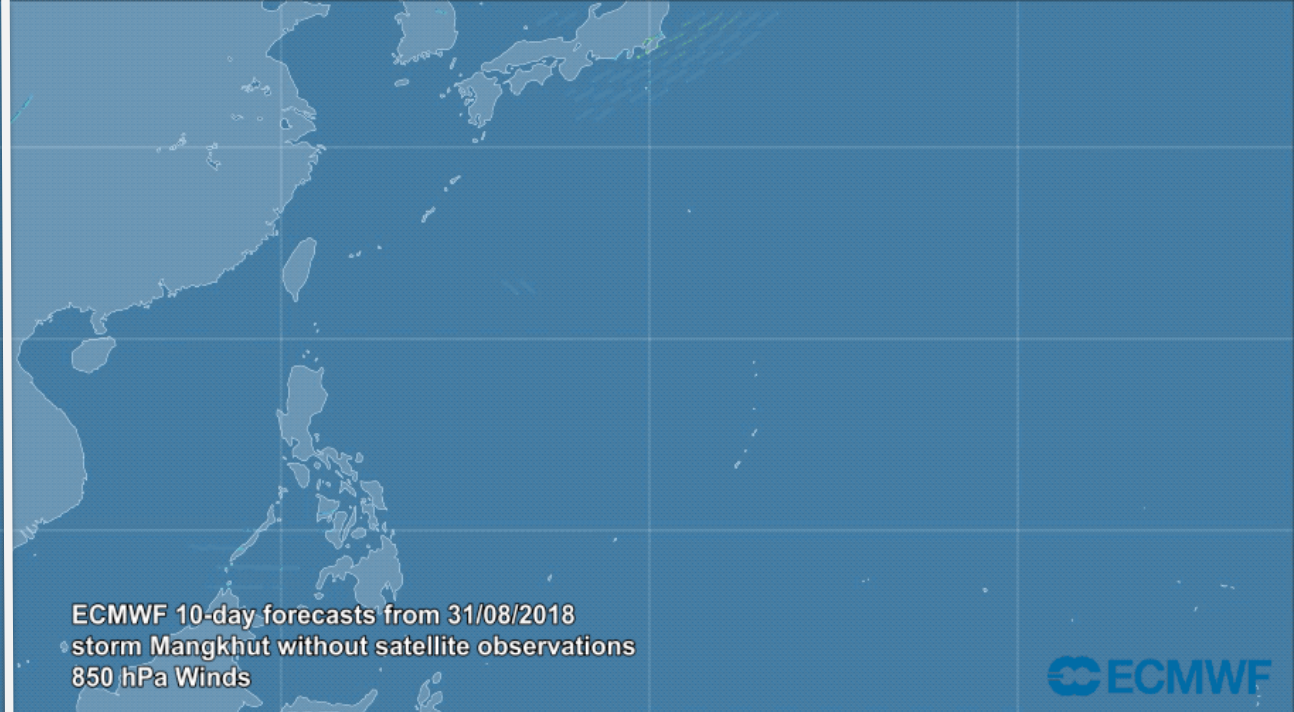 ECMWF 10-day forecasts from 31/08/2018
storm Mangkhut without satellite observations
850 hPa Winds
ECMWF